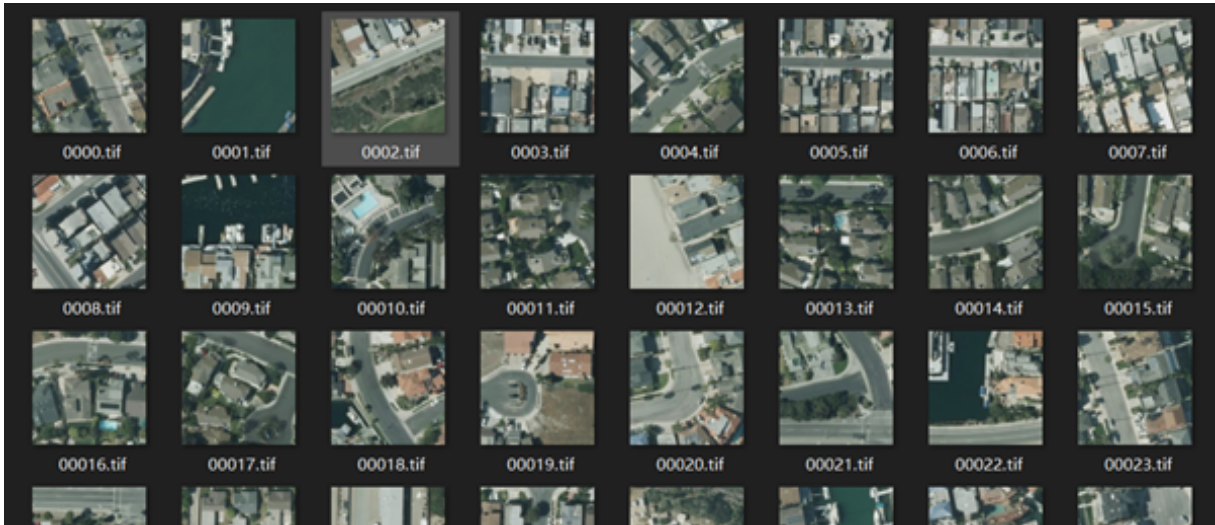 0000.tif 0001.tif 0002.tif 0003.tif 0004.tif 0005.tif 0006.tif 0007.tif
0008.tif 0009.tif 00010.tif 00011.tif 00012.tif 00013.tif 00014.tif 00015.tif
00016.tif 00017.tif 00018.tif 00019.tif 00020.tif 00021.tif 00022.tif 00023.tif